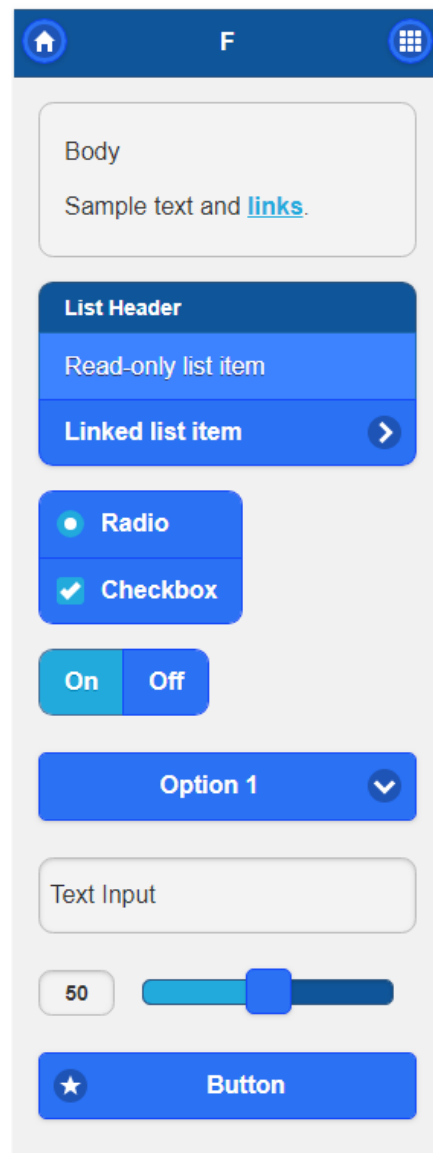 F
Body
Sample text and links.
List Header
Read-only list item
Linked list item
Radio
Checkbox
On Off
Option 1
Text Input
50
Button